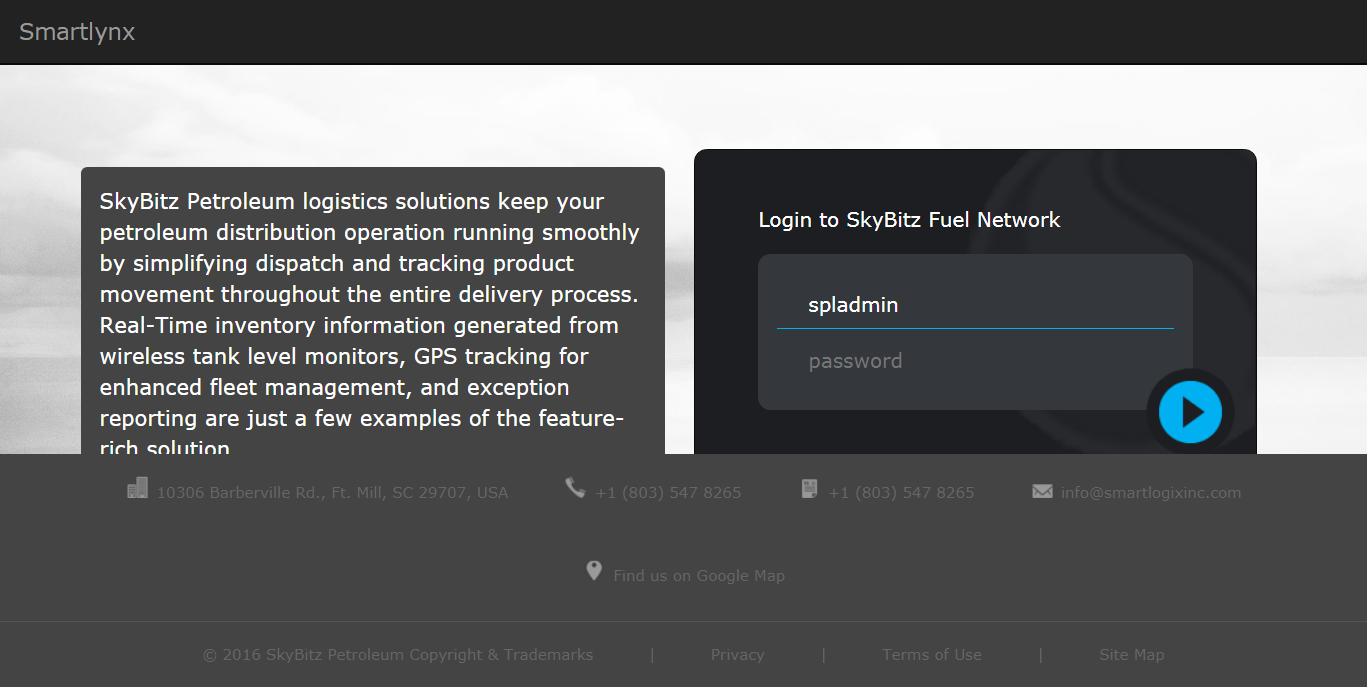 Smartlynx
SkyBitz Petroleum logistics solutions keep your
petroleum distribution operation running smoothly
by simplifying dispatch and tracking product
movement throughout the entire delivery process.
Real-Time inventory information generated from
wireless tank level monitors, GPS tracking for
enhanced fleet management, and exception
reporting are just a few examples of the feature-
rich solution
Login to SkyBitz Fuel Network
spladmin
password
10306 Barberville Rd., Ft. Mill, SC 29707, USA
+1 (803) 547 8265
+1 (803) 547 8265
info@smartlogixinc.com
Find us on Google Map
© 2016 SkyBitz Petroleum Copyright & Trademarks | Privacy | Terms of Use | Site Map